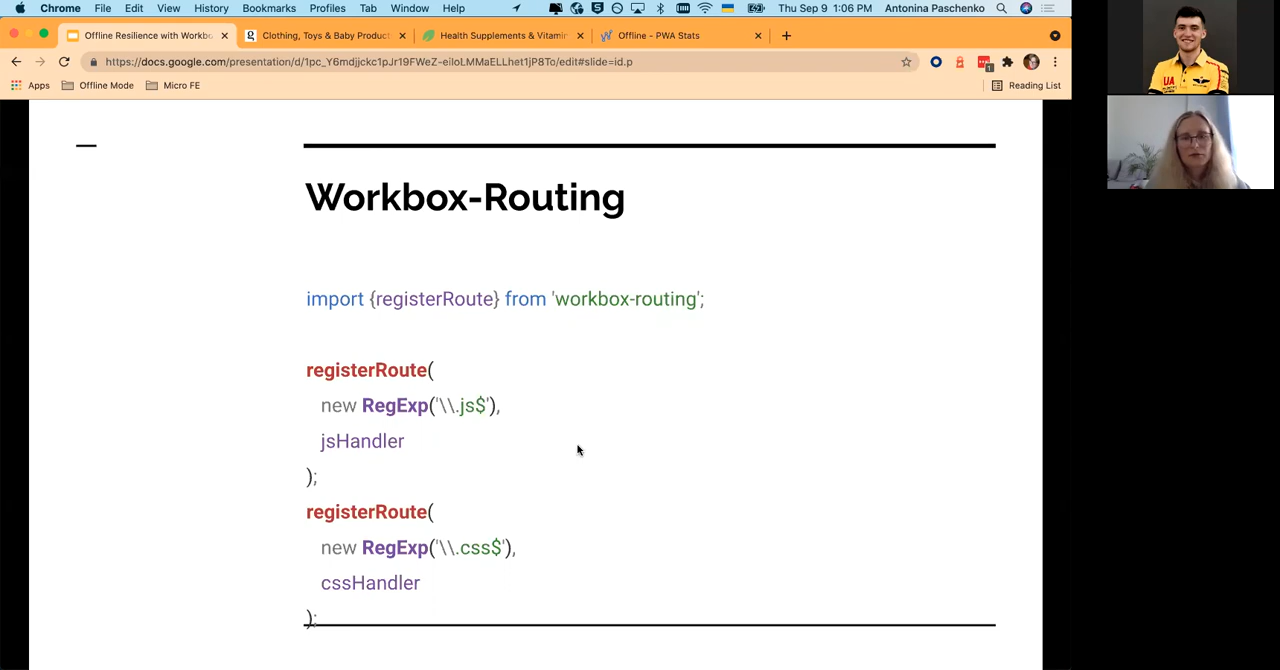 Chrome File Edit View History Bookmarks Profiles Tab Window Help Thu Sep 9 1:06 PM Antonina Paschenko
Offline Resilience with Workbo Clothing, Toys & Baby Product Health Supplements & Vitamin Offline - PWA Stats
https://docs.google.com/presentation/d/1pc_Y6mdjjckc1pJr19FWeZ-eiloLMMaELLhet1jP8To/edit#slide=id.p
Apps Offline Mode Micro FE Reading List
Workbox-Routing
import {registerRoute} from 'workbox-routing';
registerRoute(
new RegExp('\\.js$'),
jsHandler
);
registerRoute(
new RegExp('\\.css$'),
cssHandler
);
UA